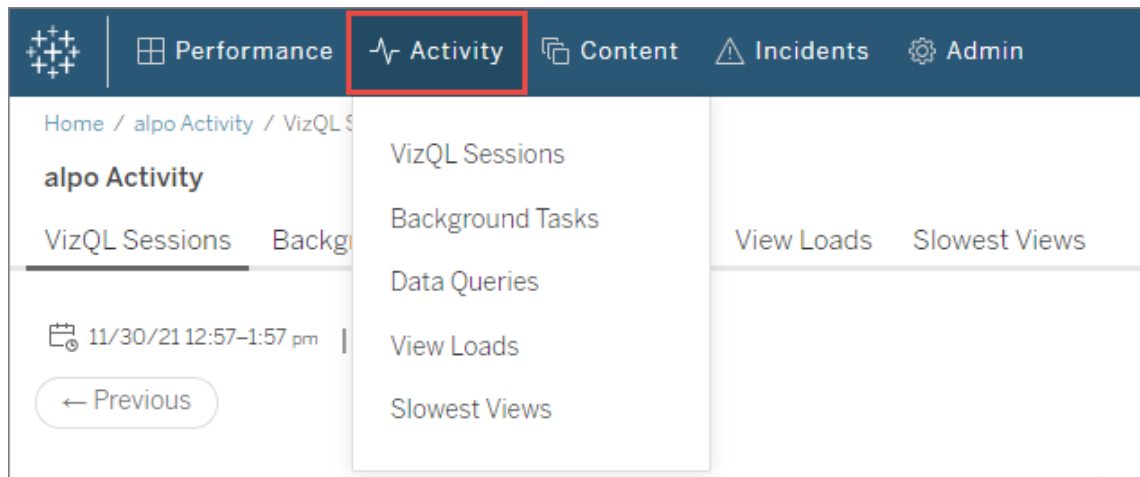 Performance Activity Content Incidents Admin
Home / alpo Activity / VizQL
alpo Activity
VizQL Sessions
Background Tasks
Data Queries
View Loads
Slowest Views
VizQL Sessions Backg View Loads Slowest Views
11/30/21 12:57–1:57 pm |
← Previous